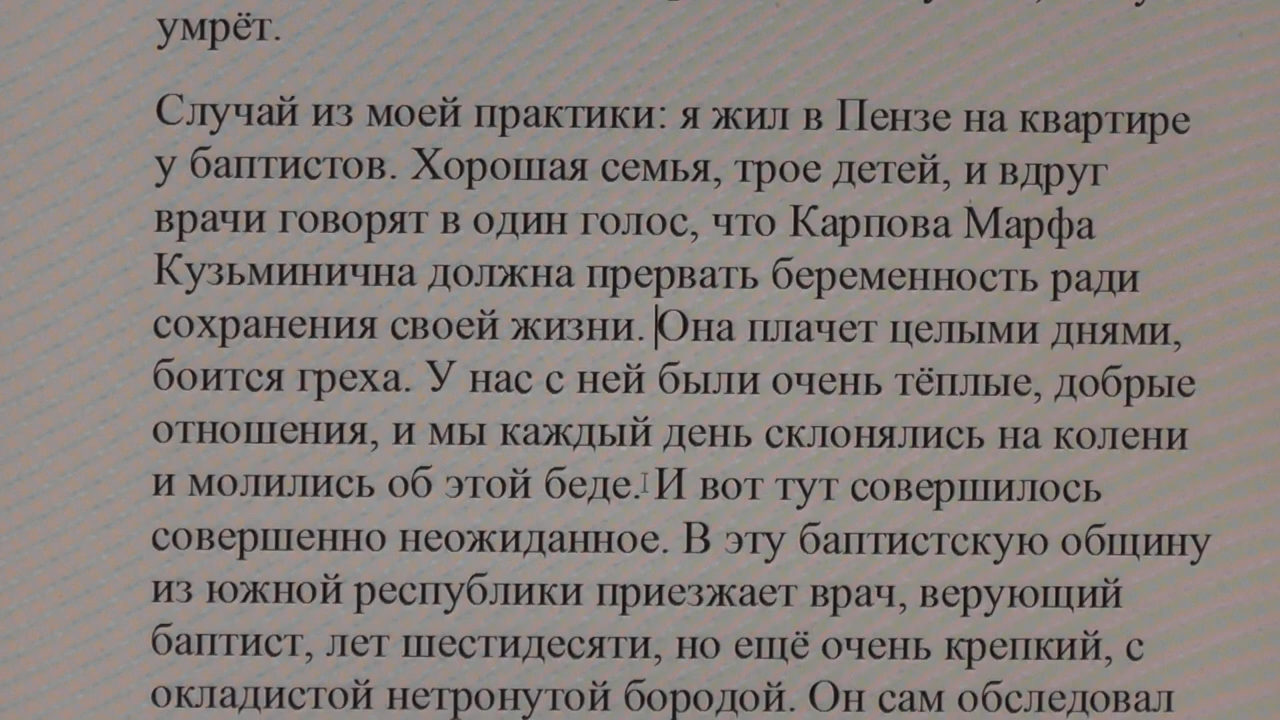 умрёт.
Случай из моей практики: я жил в Пензе на квартире
у баптистов. Хорошая семья, трое детей, и вдруг
врачи говорят в один голос, что Карпова Марфа
Кузьминична должна прервать беременность ради
сохранения своей жизни. Она плачет целыми днями,
боится греха. У нас с ней были очень тёплые, добрые
отношения, и мы каждый день склонялись на колени
и молились об этой беде. И вот тут совершилось
совершенно неожиданное. В эту баптистскую общину
из южной республики приезжает врач, верующий
баптист, лет шестидесяти, но ещё очень крепкий, с
окладистой нетронутой бородой. Он сам обследовал